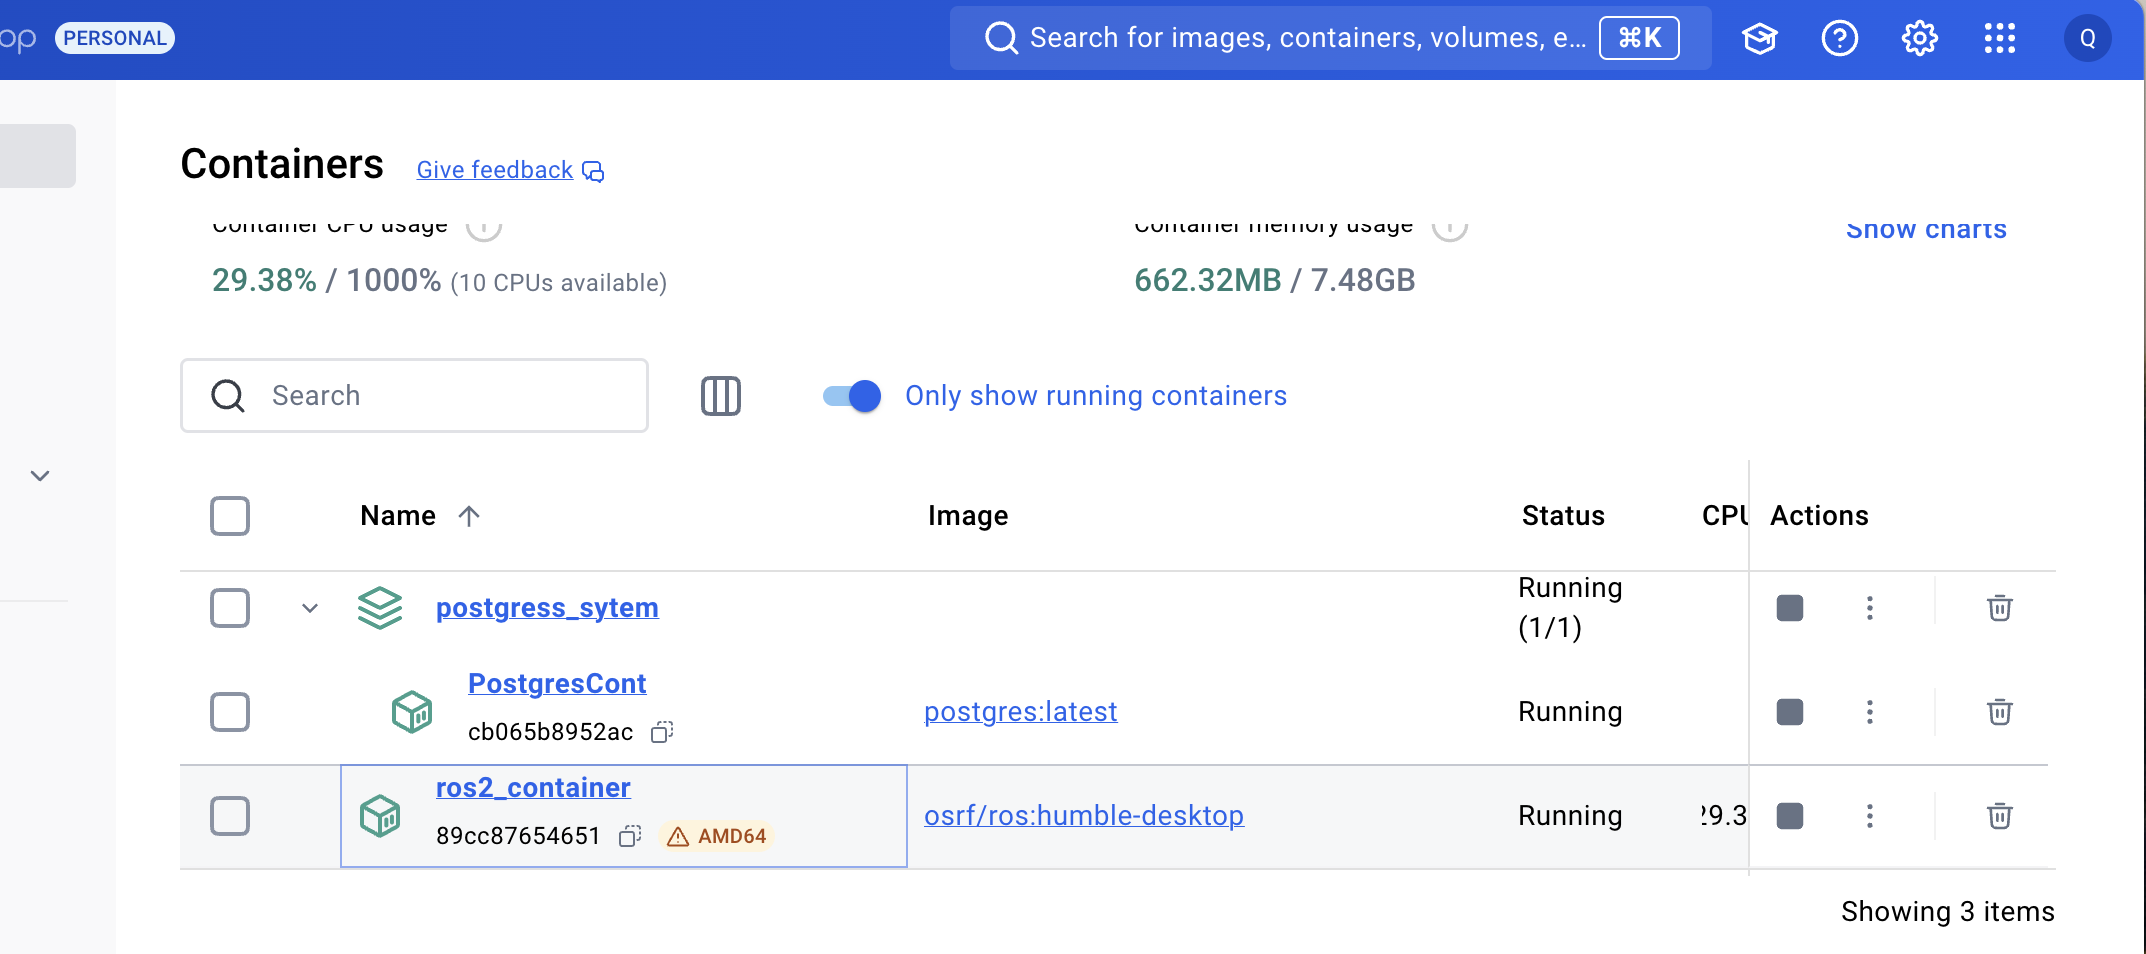 op PERSONAL
Search for images, containers, volumes, e... ⌘K
Q
Containers Give feedback
Container CPU usage
Container memory usage
Show charts
29.38% / 1000% (10 CPUs available)
662.32MB / 7.48GB
Search
Only show running containers
Name Image Status CPU Actions
postgress_sytem Running
(1/1)
PostgresCont
cb065b8952ac
postgres:latest Running
ros2_container
89cc87654651 AMD64
osrf/ros:humble-desktop Running 29.3
Showing 3 items